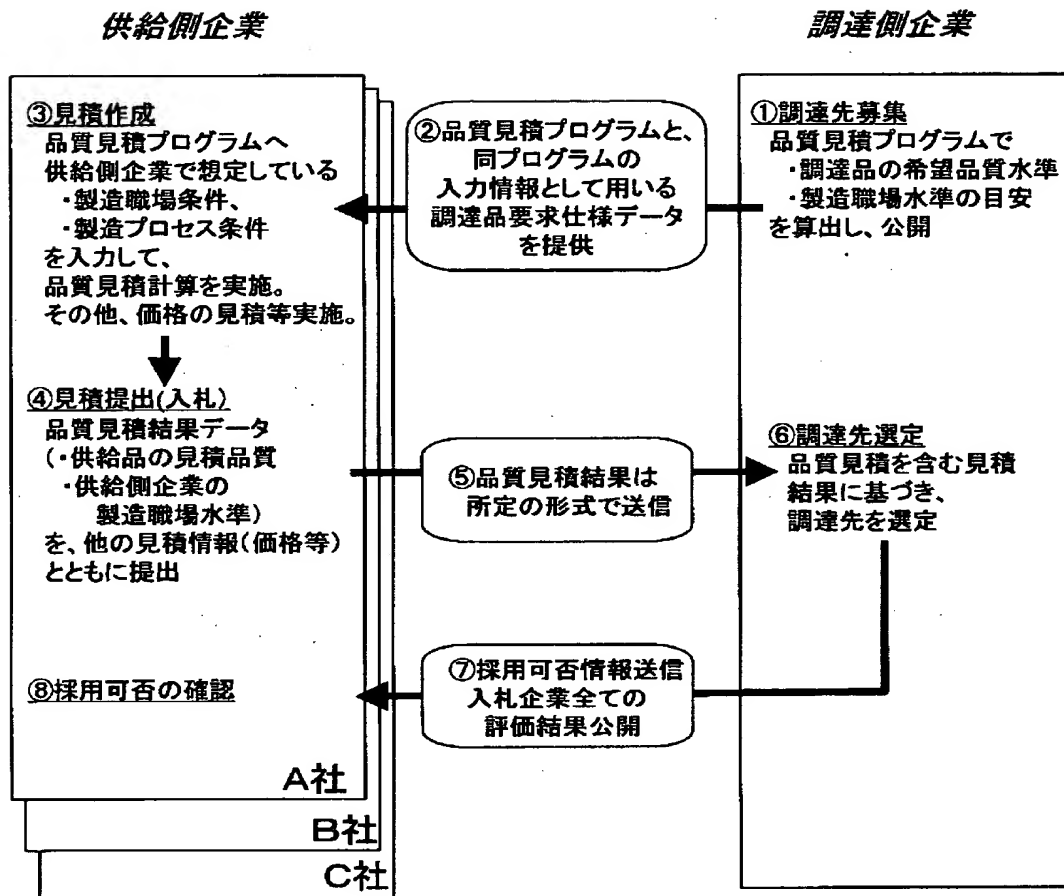 供給側企業
調達側企業
③見積作成
品質見積プログラムへ
供給側企業で想定している
・製造職場条件、
・製造プロセス条件
を入力して、
品質見積計算を実施。
その他、価格の見積等実施。
②品質見積プログラムと、
同プログラムの
入力情報として用いる
調達品要求仕様データ
を提供
①調達先募集
品質見積プログラムで
・調達品の希望品質水準
・製造職場水準の目安
を算出し、公開
④見積提出(入札)
品質見積結果データ
(・供給品の見積品質
・供給側企業の
製造職場水準)
を、他の見積情報(価格等)
とともに提出
⑤品質見積結果は
所定の形式で送信
⑥調達先選定
品質見積を含む見積
結果に基づき、
調達先を選定
⑦採用可否情報送信
入札企業全ての
評価結果公開
⑧採用可否の確認
A社
B社
C社